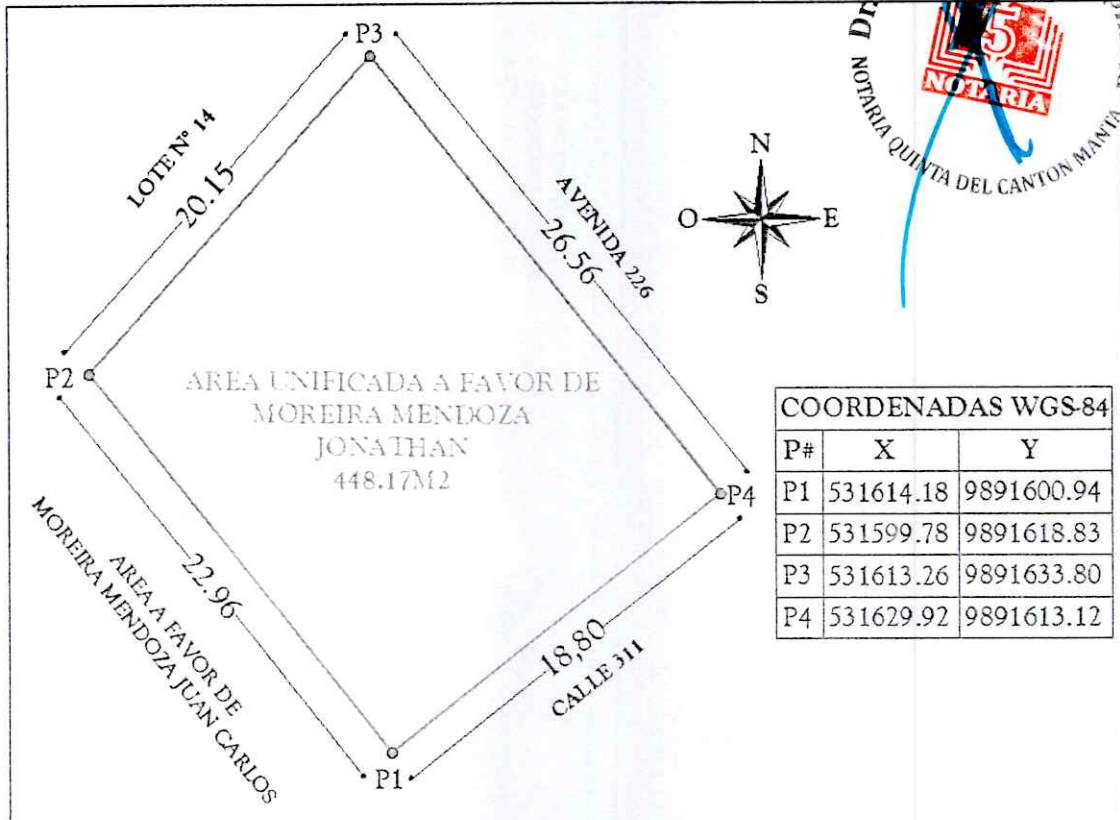 P3
LOTE N° 14
20.15
AVENIDA 226
26.56
N
O
E
S
Dr.
5
NOTARIA
NOTARIA QUINTA DEL CANTON MANTA
P2
AREA UNIFICADA A FAVOR DE
MOREIRA MENDOZA
JONATHAN
448.17M2
P4
22.96
AREA A FAVOR DE
MOREIRA MENDOZA JUAN CARLOS
18,80
CALLE 311
P1
COORDENADAS WGS-84
P# X Y
P1 531614.18 9891600.94
P2 531599.78 9891618.83
P3 531613.26 9891633.80
P4 531629.92 9891613.12